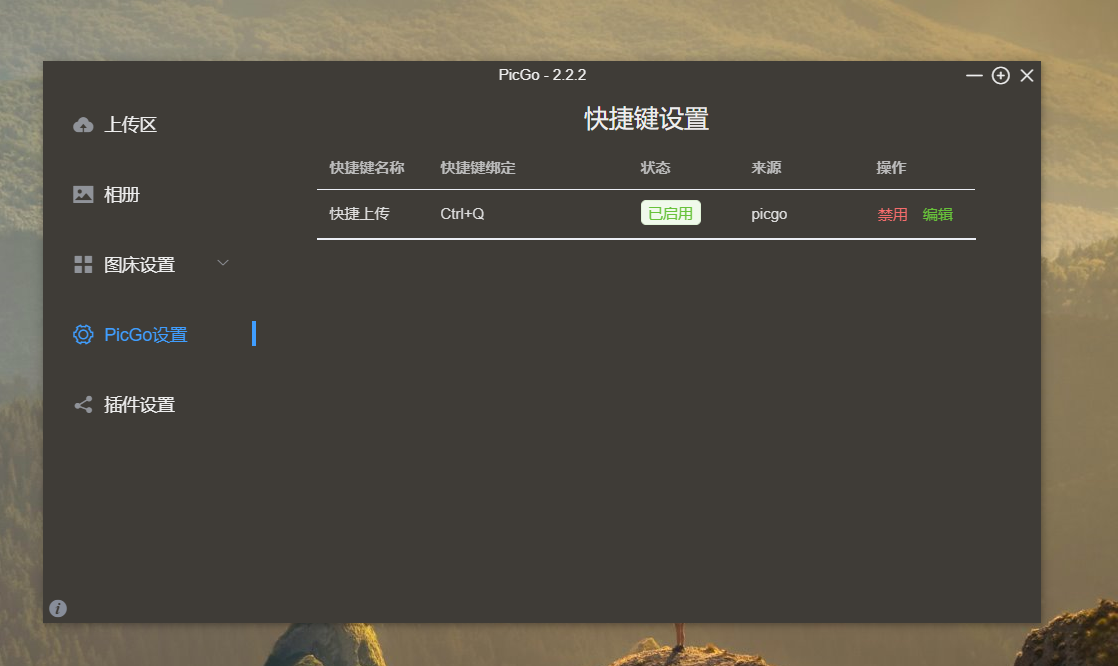 PicGo - 2.2.2
上传区
相册
图床设置
PicGo设置
插件设置
快捷键设置
快捷键名称 快捷键绑定 状态 来源 操作
快捷上传 Ctrl+Q 已启用 picgo 禁用 编辑